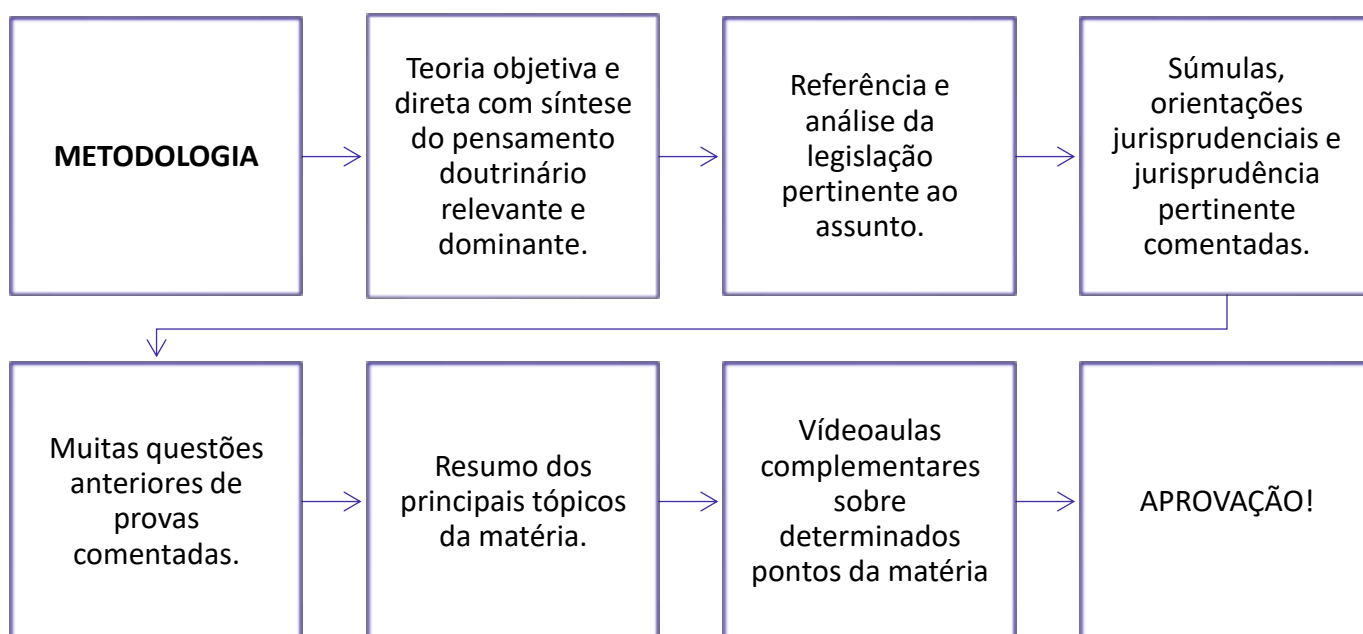 METODOLOGIA
Teoria objetiva e
direta com síntese
do pensamento
doutrinário
relevante e
dominante.
Referência e
análise da
legislação
pertinente ao
assunto.
Súmulas,
orientações
jurisprudenciais e
jurisprudência
pertinente
comentadas.
Muitas questões
anteriores de
provas
comentadas.
Resumo dos
principais tópicos
da matéria.
Vídeoaulas
complementares
sobre
determinados
pontos da matéria
APROVAÇÃO!